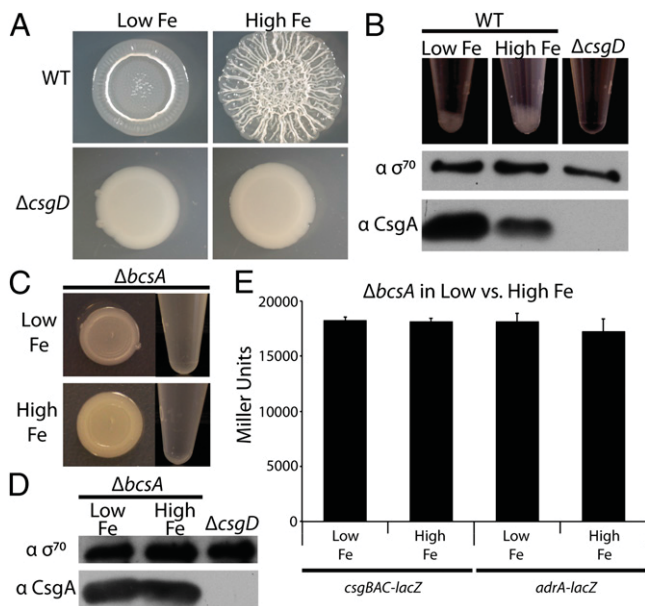 A
Low Fe High Fe
WT
ΔcsgD
B
WT
Low Fe High Fe ΔcsgD
α σ⁷⁰
α CsgA
C
ΔbcsA
Low
Fe
High
Fe
D
ΔbcsA
Low
Fe
High
Fe
ΔcsgD
α σ⁷⁰
α CsgA
E
ΔbcsA in Low vs. High Fe
Miller Units
20000
15000
10000
5000
0
Low
Fe
High
Fe
Low
Fe
High
Fe
csgBAC-lacZ
adrA-lacZ